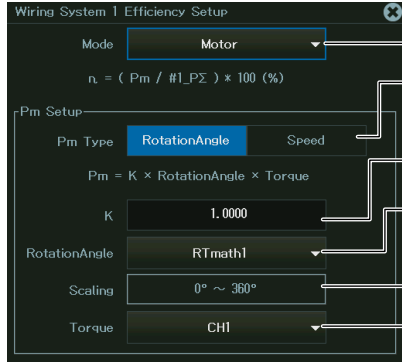 Wiring System 1 Efficiency Setup
Mode Motor
η = ( Pm / #1_PΣ ) * 100 (%)
Pm Setup
Pm Type RotationAngle Speed
Pm = K × RotationAngle × Torque
K 1.0000
RotationAngle RTmath1
Scaling 0° ~ 360°
Torque CH1